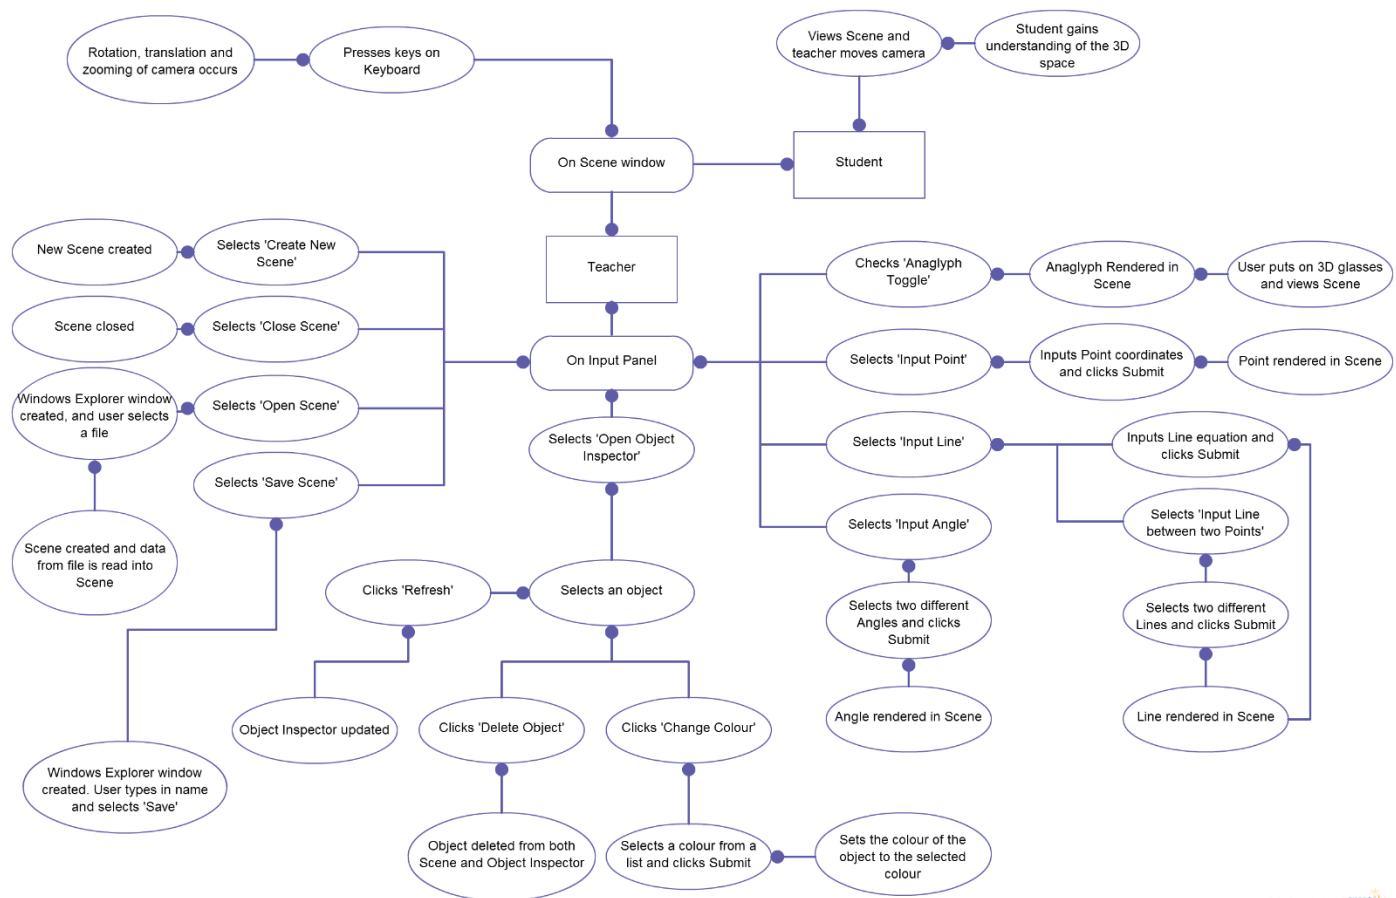 Rotation, translation and
zooming of camera occurs
Presses keys on
Keyboard
Views Scene and
teacher moves camera
Student gains
understanding of the 3D
space
On Scene window
Student
New Scene created
Selects 'Create New
Scene'
Teacher
Checks 'Anaglyph
Toggle'
Anaglyph Rendered in
Scene
User puts on 3D glasses
and views Scene
Scene closed
Selects 'Close Scene'
On Input Panel
Selects 'Input Point'
Inputs Point coordinates
and clicks Submit
Point rendered in Scene
Windows Explorer window
created, and user selects
a file
Selects 'Open Scene'
Selects 'Open Object
Inspector'
Selects 'Input Line'
Inputs Line equation and
clicks Submit
Selects 'Save Scene'
Selects 'Input Angle'
Selects 'Input Line
between two Points'
Scene created and data
from file is read into
Scene
Clicks 'Refresh'
Selects an object
Selects two different
Angles and clicks
Submit
Selects two different
Lines and clicks Submit
Object Inspector updated
Clicks 'Delete Object'
Clicks 'Change Colour'
Angle rendered in Scene
Line rendered in Scene
Windows Explorer window
created. User types in name
and selects 'Save'
Object deleted from both
Scene and Object Inspector
Selects a colour from a
list and clicks Submit
Sets the colour of the
object to the selected
colour